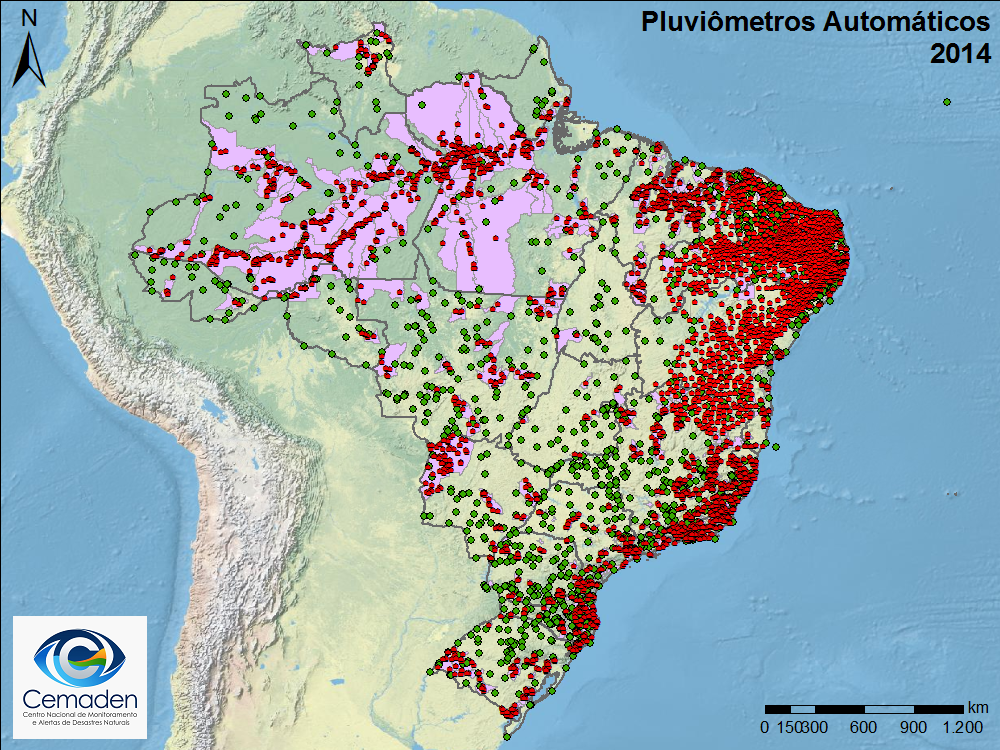 N
Pluviômetros Automáticos
2014
Cemaden
Centro Nacional de Monitoramento
e Alertas de Desastres Naturais
km
0 150300 600 900 1.200